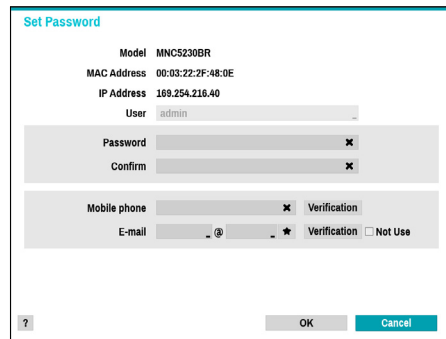 Set Password
Model MNC5230BR
MAC Address 00:03:22:2F:48:0E
IP Address 169.254.216.40
User admin
Password
Confirm
Mobile phone Verification
E-mail @ Verification Not Use
? OK Cancel